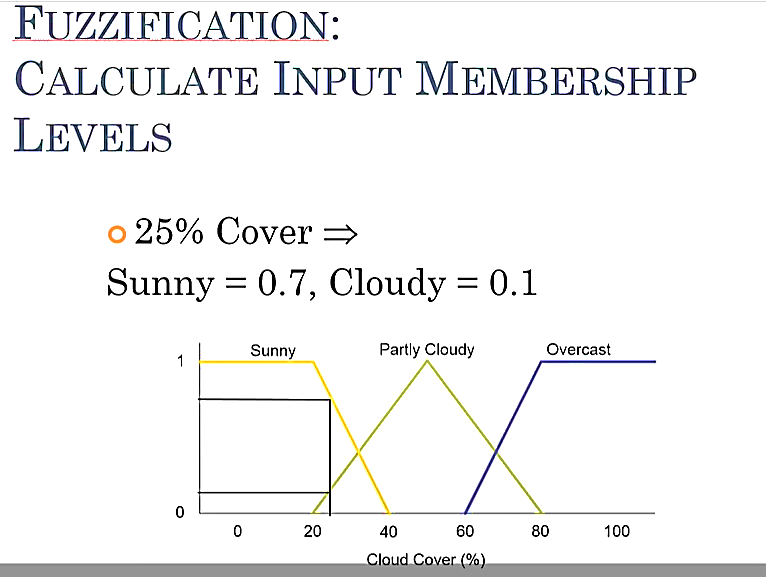 FUZZIFICATION:
CALCULATE INPUT MEMBERSHIP
LEVELS
25% Cover ⇒
Sunny = 0.7, Cloudy = 0.1
Sunny Partly Cloudy Overcast
1
0
0 20 40 60 80 100
Cloud Cover (%)